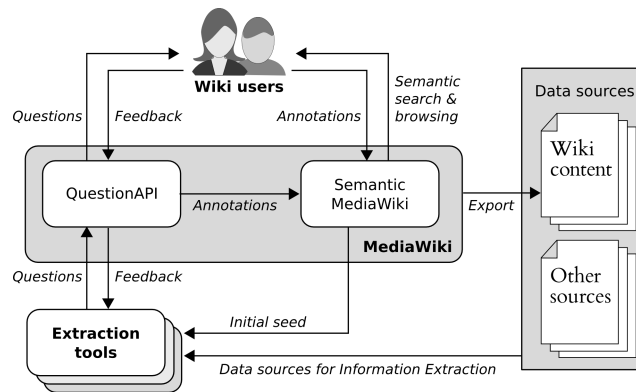 Wiki users
Questions
Feedback
Annotations
Semantic
search &
browsing
Data sources
QuestionAPI
Annotations
Semantic
MediaWiki
MediaWiki
Export
Wiki
content
Other
sources
Questions
Feedback
Extraction
tools
Initial seed
Data sources for Information Extraction